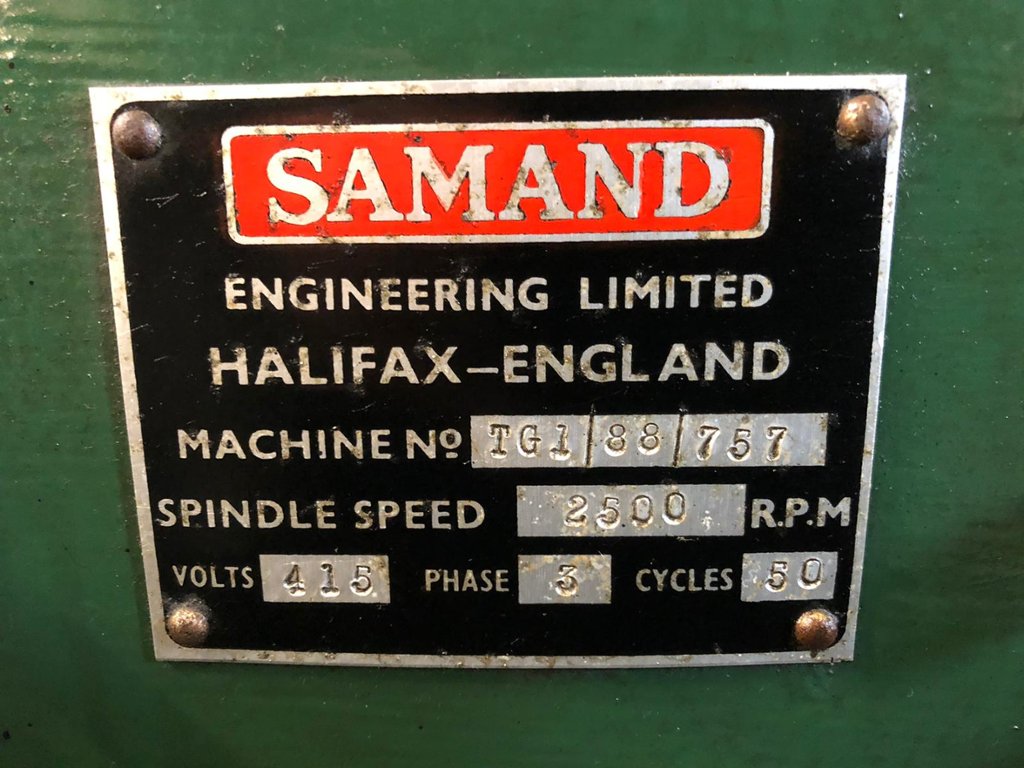 SAMAND
ENGINEERING LIMITED
HALIFAX-ENGLAND
MACHINE No TG1/88/757
SPINDLE SPEED 2500 R.P.M
VOLTS 415 PHASE 3 CYCLES 50